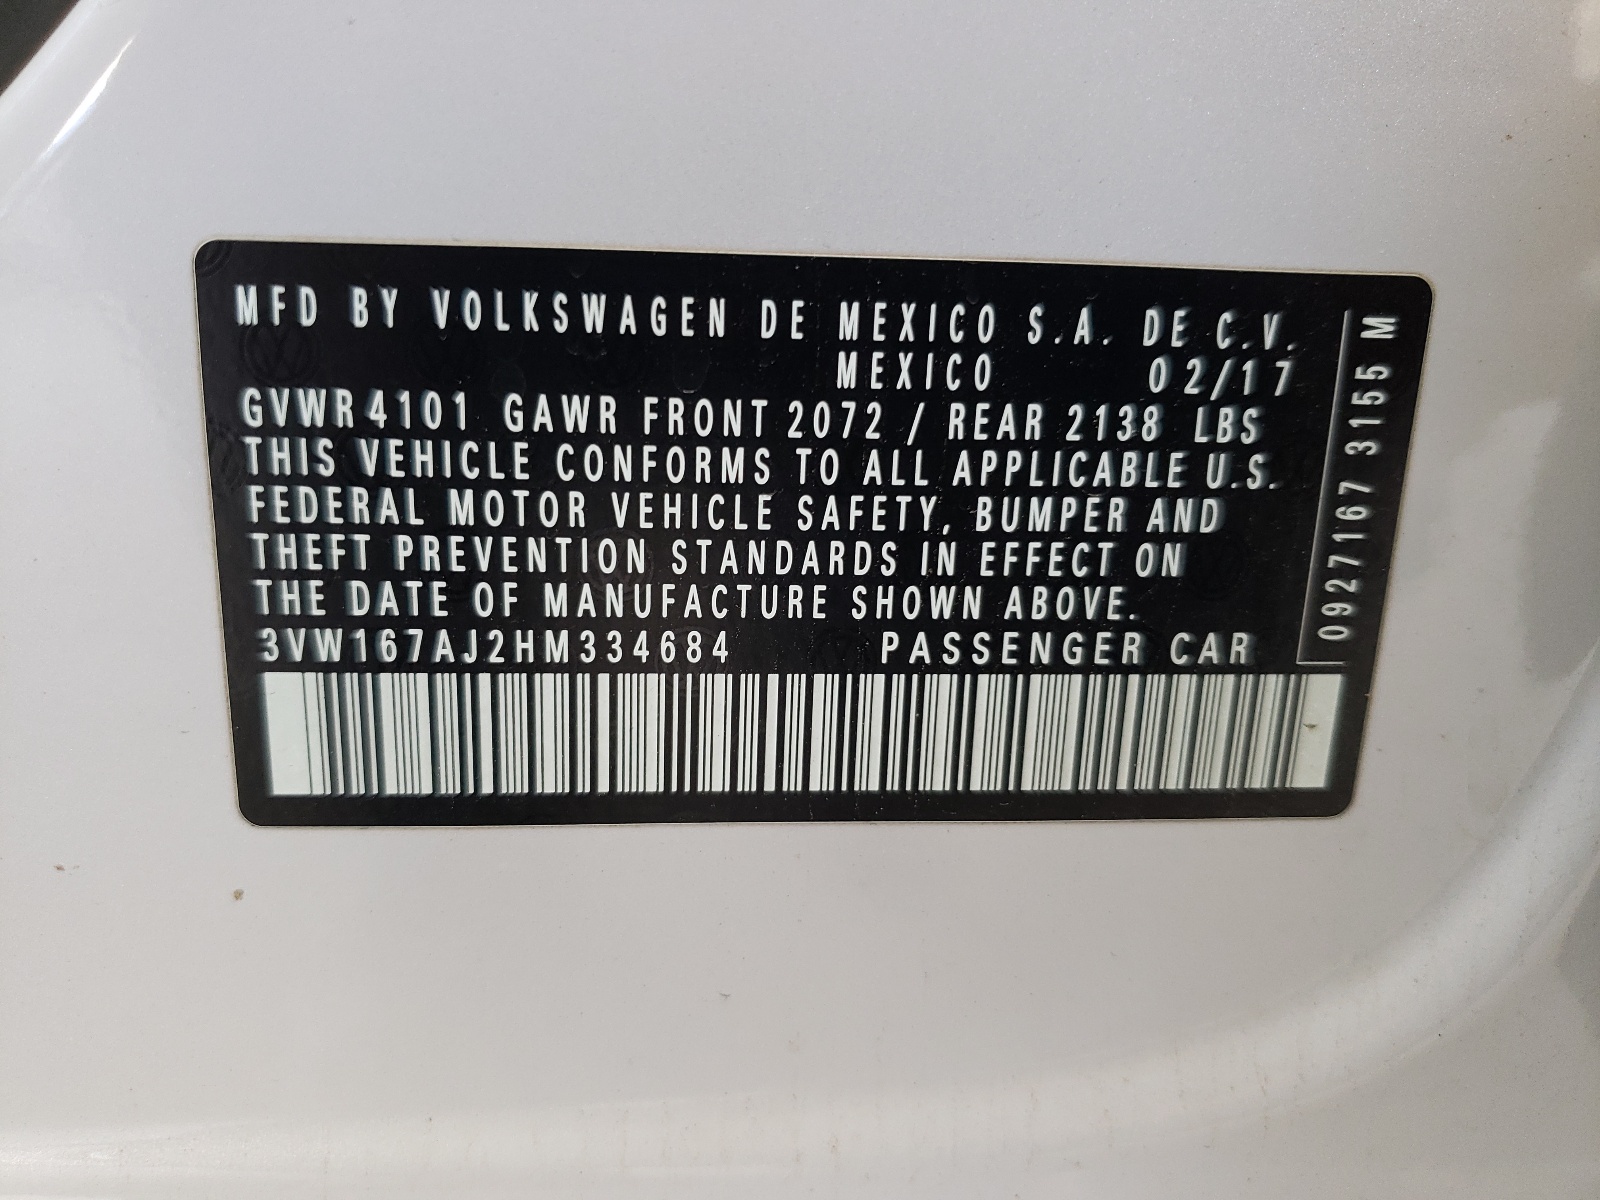 MFD BY VOLKSWAGEN DE MEXICO S.A. DE C.V.
MEXICO 02/17
GVWR 4101 GAWR FRONT 2072 / REAR 2138 LBS
THIS VEHICLE CONFORMS TO ALL APPLICABLE U.S.
FEDERAL MOTOR VEHICLE SAFETY, BUMPER AND
THEFT PREVENTION STANDARDS IN EFFECT ON
THE DATE OF MANUFACTURE SHOWN ABOVE.
3VW167AJ2HM334684 PASSENGER CAR
0927167 3155 M